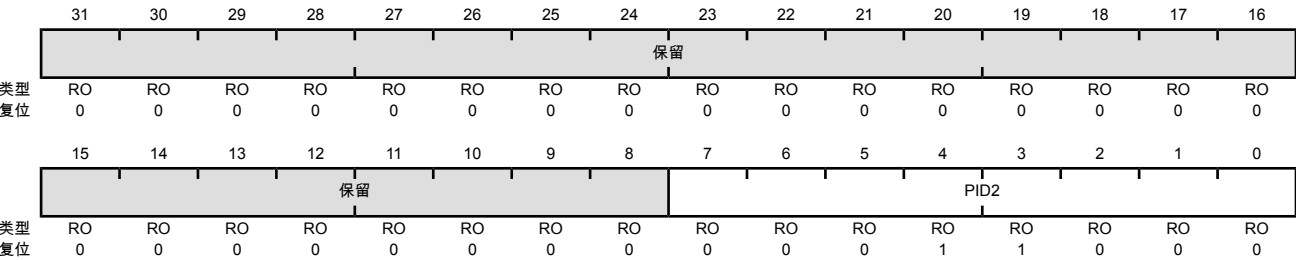 31 30 29 28 27 26 25 24 23 22 21 20 19 18 17 16
保留
类型 RO RO RO RO RO RO RO RO RO RO RO RO RO RO RO RO
复位 0 0 0 0 0 0 0 0 0 0 0 0 0 0 0 0
15 14 13 12 11 10 9 8 7 6 5 4 3 2 1 0
保留 PID2
类型 RO RO RO RO RO RO RO RO RO RO RO RO RO RO RO RO
复位 0 0 0 0 0 0 0 0 0 0 0 1 1 0 0 0